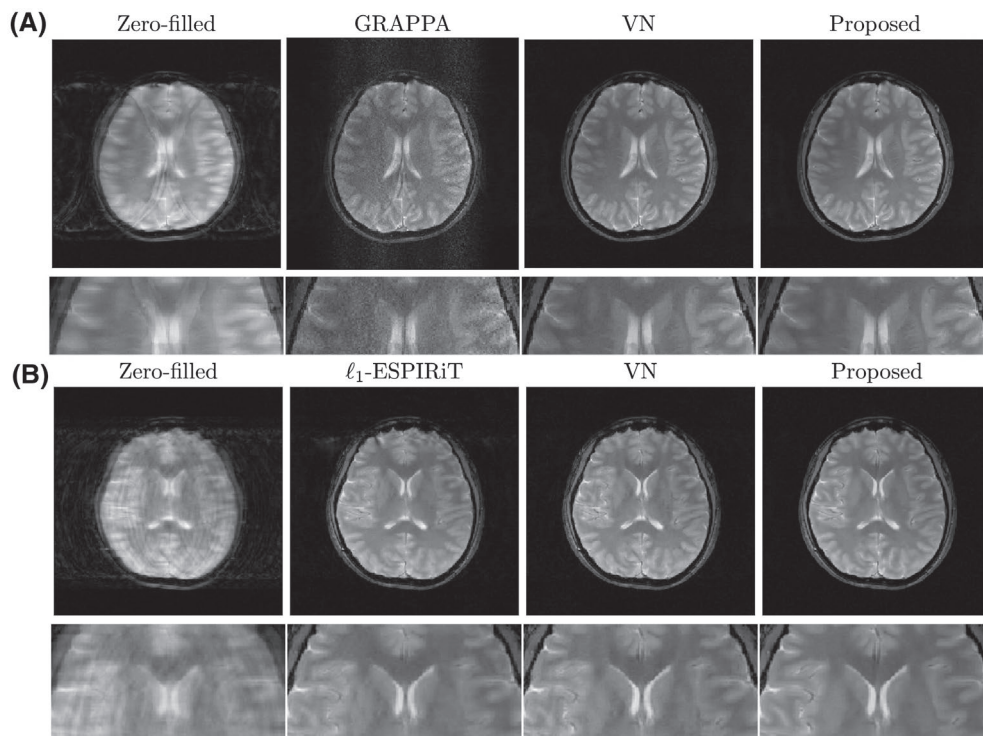 (A)
Zero-filled GRAPPA VN Proposed
(B)
Zero-filled ℓ₁-ESPIRiT VN Proposed